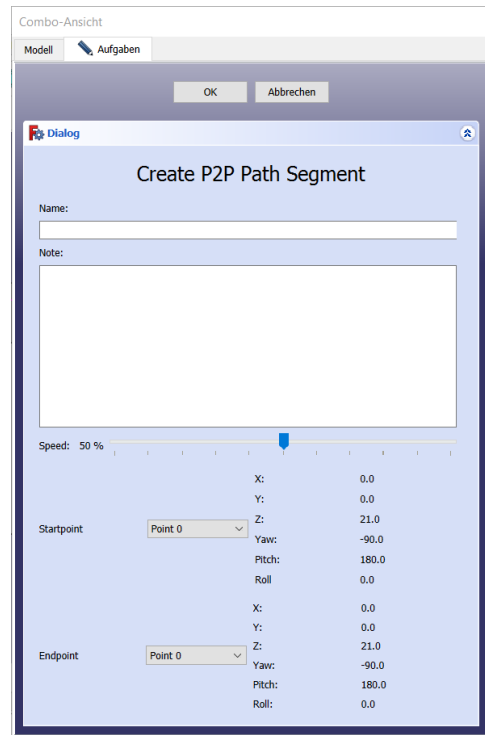 Combo-Ansicht
Modell Aufgaben
OK Abbrechen
Dialog
Create P2P Path Segment
Name:
Note:
Speed: 50 %
X: 0.0
Y: 0.0
Startpoint Point 0 Z: 21.0
Yaw: -90.0
Pitch: 180.0
Roll 0.0
X: 0.0
Y: 0.0
Z: 21.0
Endpoint Point 0 Yaw: -90.0
Pitch: 180.0
Roll: 0.0